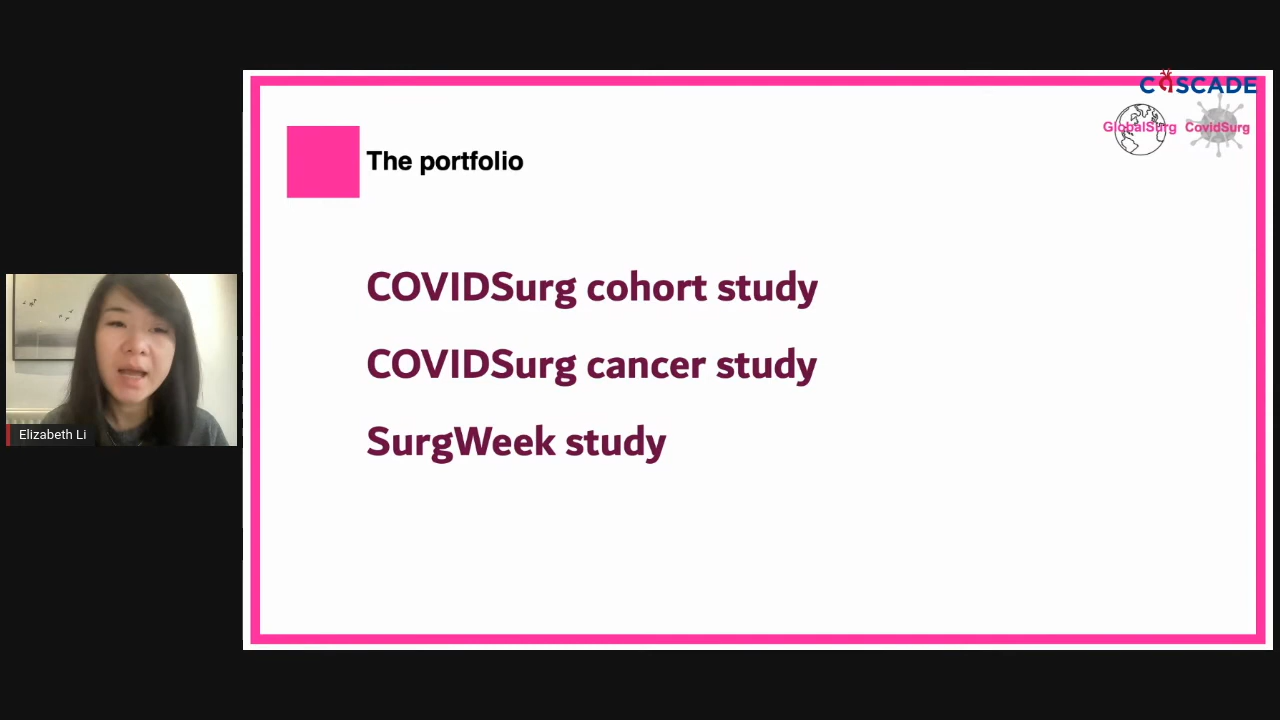 CASCADE
GlobalSurg CovidSurg
The portfolio
COVIDSurg cohort study
COVIDSurg cancer study
SurgWeek study
Elizabeth Li